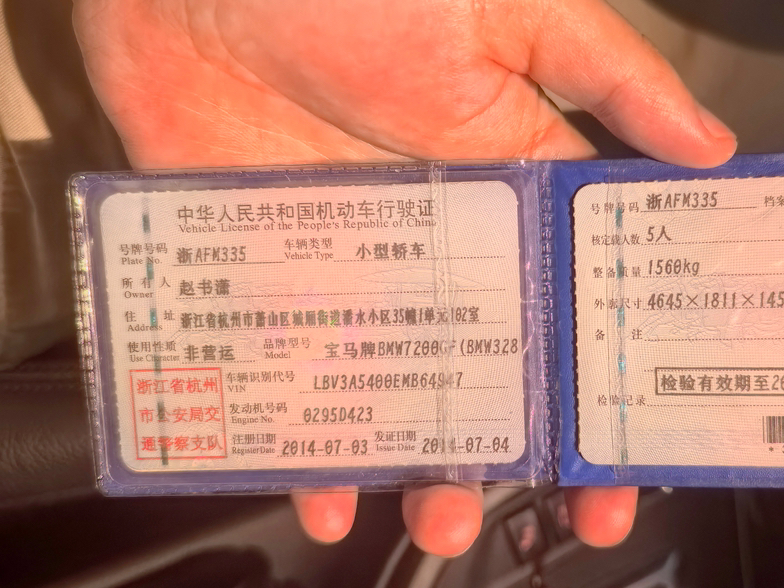 中华人民共和国机动车行驶证
Vehicle License of the People's Republic of China
号牌号码 浙AFM335 车辆类型 小型轿车
Plate No. Vehicle Type
所有人 赵书潇
Owner
住址 浙江省杭州市萧山区城厢街道潘水小区35幢1单元102室
Address
使用性质 非营运 品牌型号 宝马牌BMW7200GF(BMW328
Use Character Model
浙江省杭州
市公安局交
通警察支队
车辆识别代号 LBV3A5400EMB64947
VIN
发动机号码 0295D423
Engine No.
注册日期 2014-07-03 发证日期 2014-07-04
Register Date Issue Date
号牌号码 浙AFM335 档案
核定载人数 5人
整备质量 1560kg
外廓尺寸 4645×1811×145
备注
检验有效期至20
检验记录